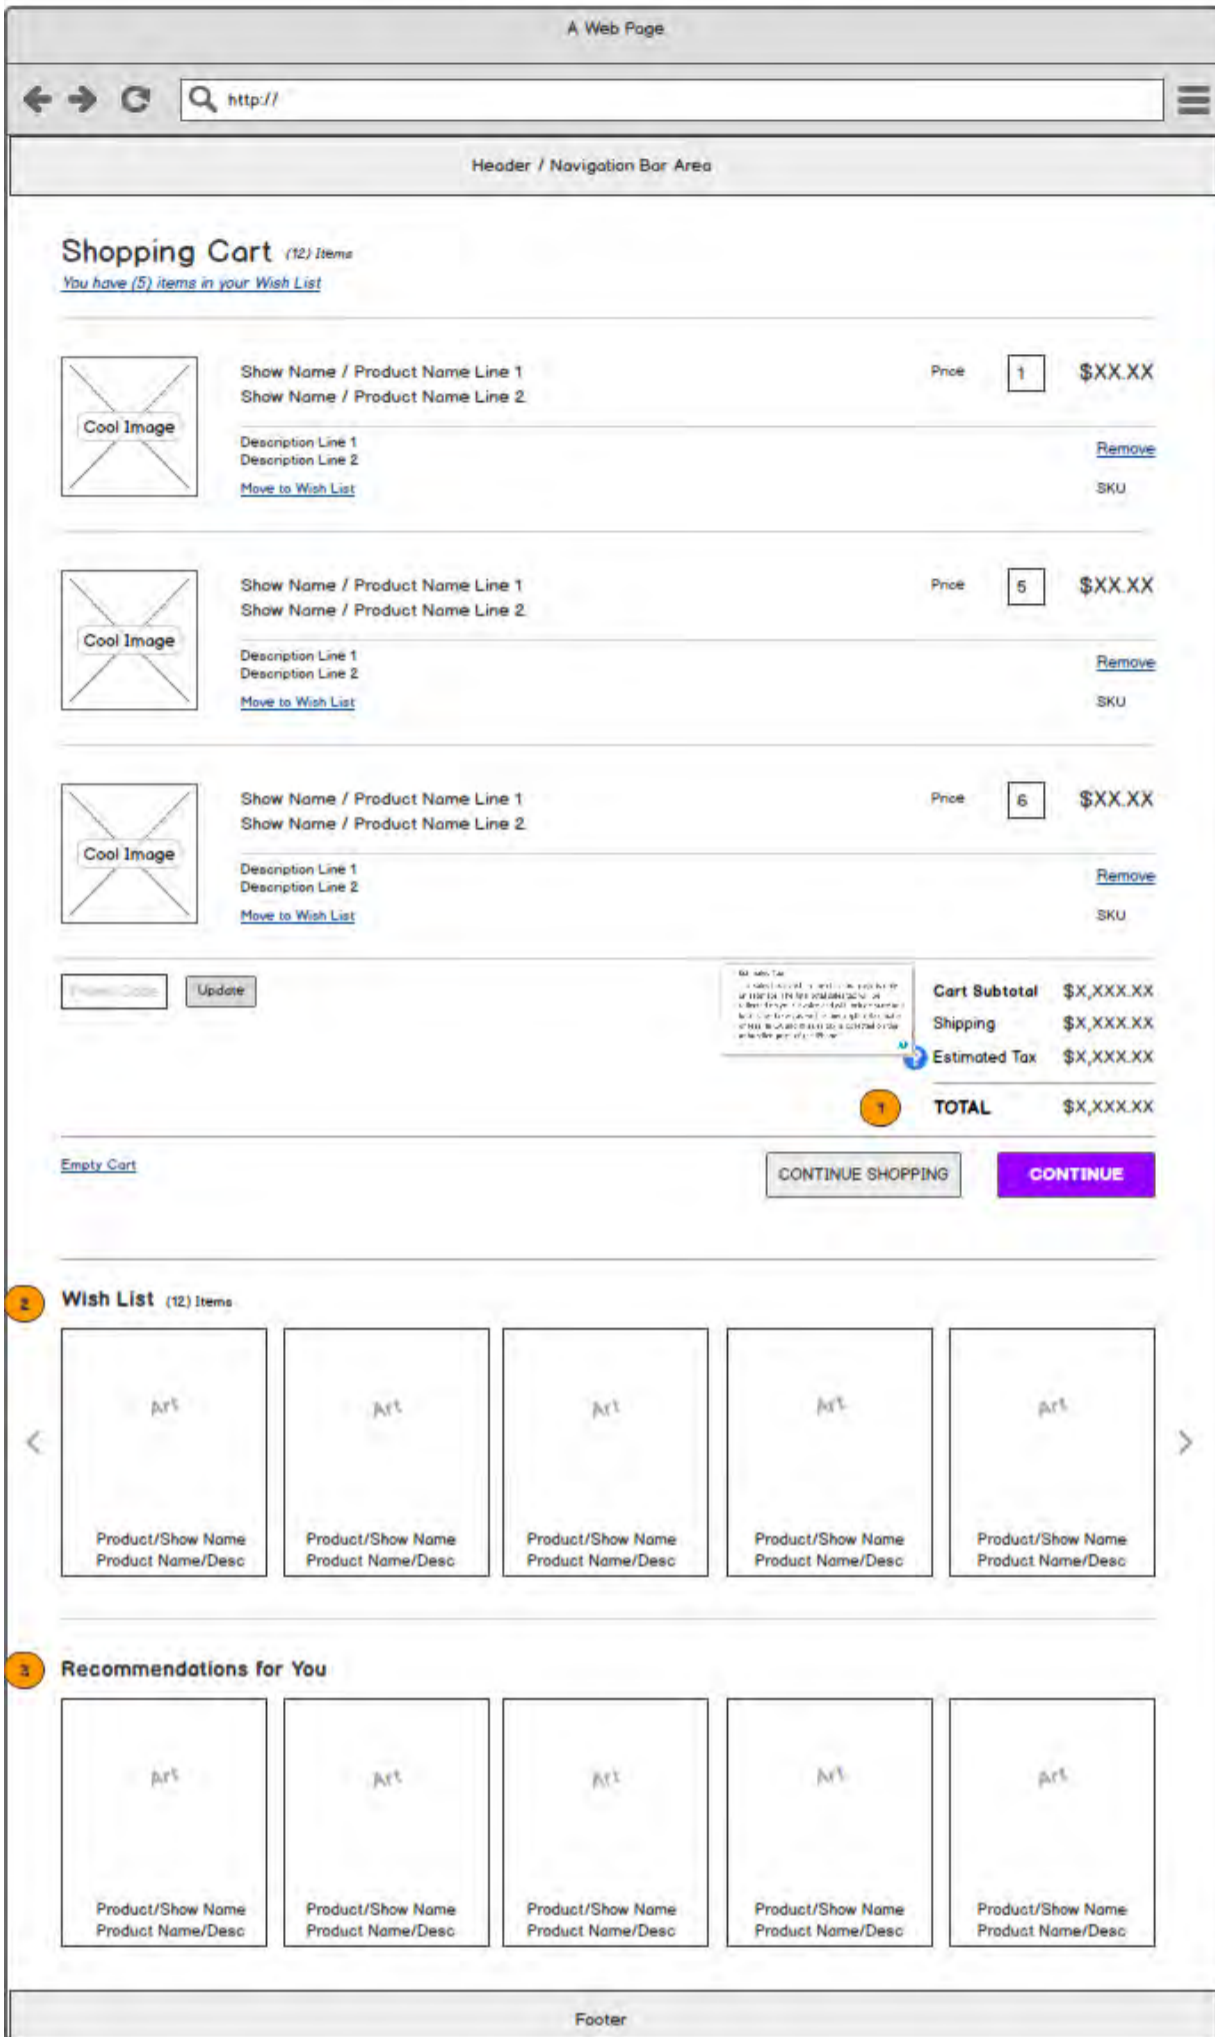 A Web Page
http://
Header / Navigation Bar Area
Shopping Cart (12) Items
You have (5) items in your Wish List
Show Name / Product Name Line 1
Show Name / Product Name Line 2
Price 1 $XX.XX
Cool Image
Description Line 1
Description Line 2
Remove
Move to Wish List
SKU
Show Name / Product Name Line 1
Show Name / Product Name Line 2
Price 5 $XX.XX
Cool Image
Description Line 1
Description Line 2
Remove
Move to Wish List
SKU
Show Name / Product Name Line 1
Show Name / Product Name Line 2
Price 6 $XX.XX
Cool Image
Description Line 1
Description Line 2
Remove
Move to Wish List
SKU
Promo Code Update
Cart Subtotal $X,XXX.XX
Shipping $X,XXX.XX
? Estimated Tax $X,XXX.XX
1 TOTAL $X,XXX.XX
Empty Cart CONTINUE SHOPPING CONTINUE
2 Wish List (12) Items
Art Art Art Art Art
Product/Show Name Product/Show Name Product/Show Name Product/Show Name Product/Show Name
Product Name/Desc Product Name/Desc Product Name/Desc Product Name/Desc Product Name/Desc
3 Recommendations for You
Art Art Art Art Art
Product/Show Name Product/Show Name Product/Show Name Product/Show Name Product/Show Name
Product Name/Desc Product Name/Desc Product Name/Desc Product Name/Desc Product Name/Desc
Footer